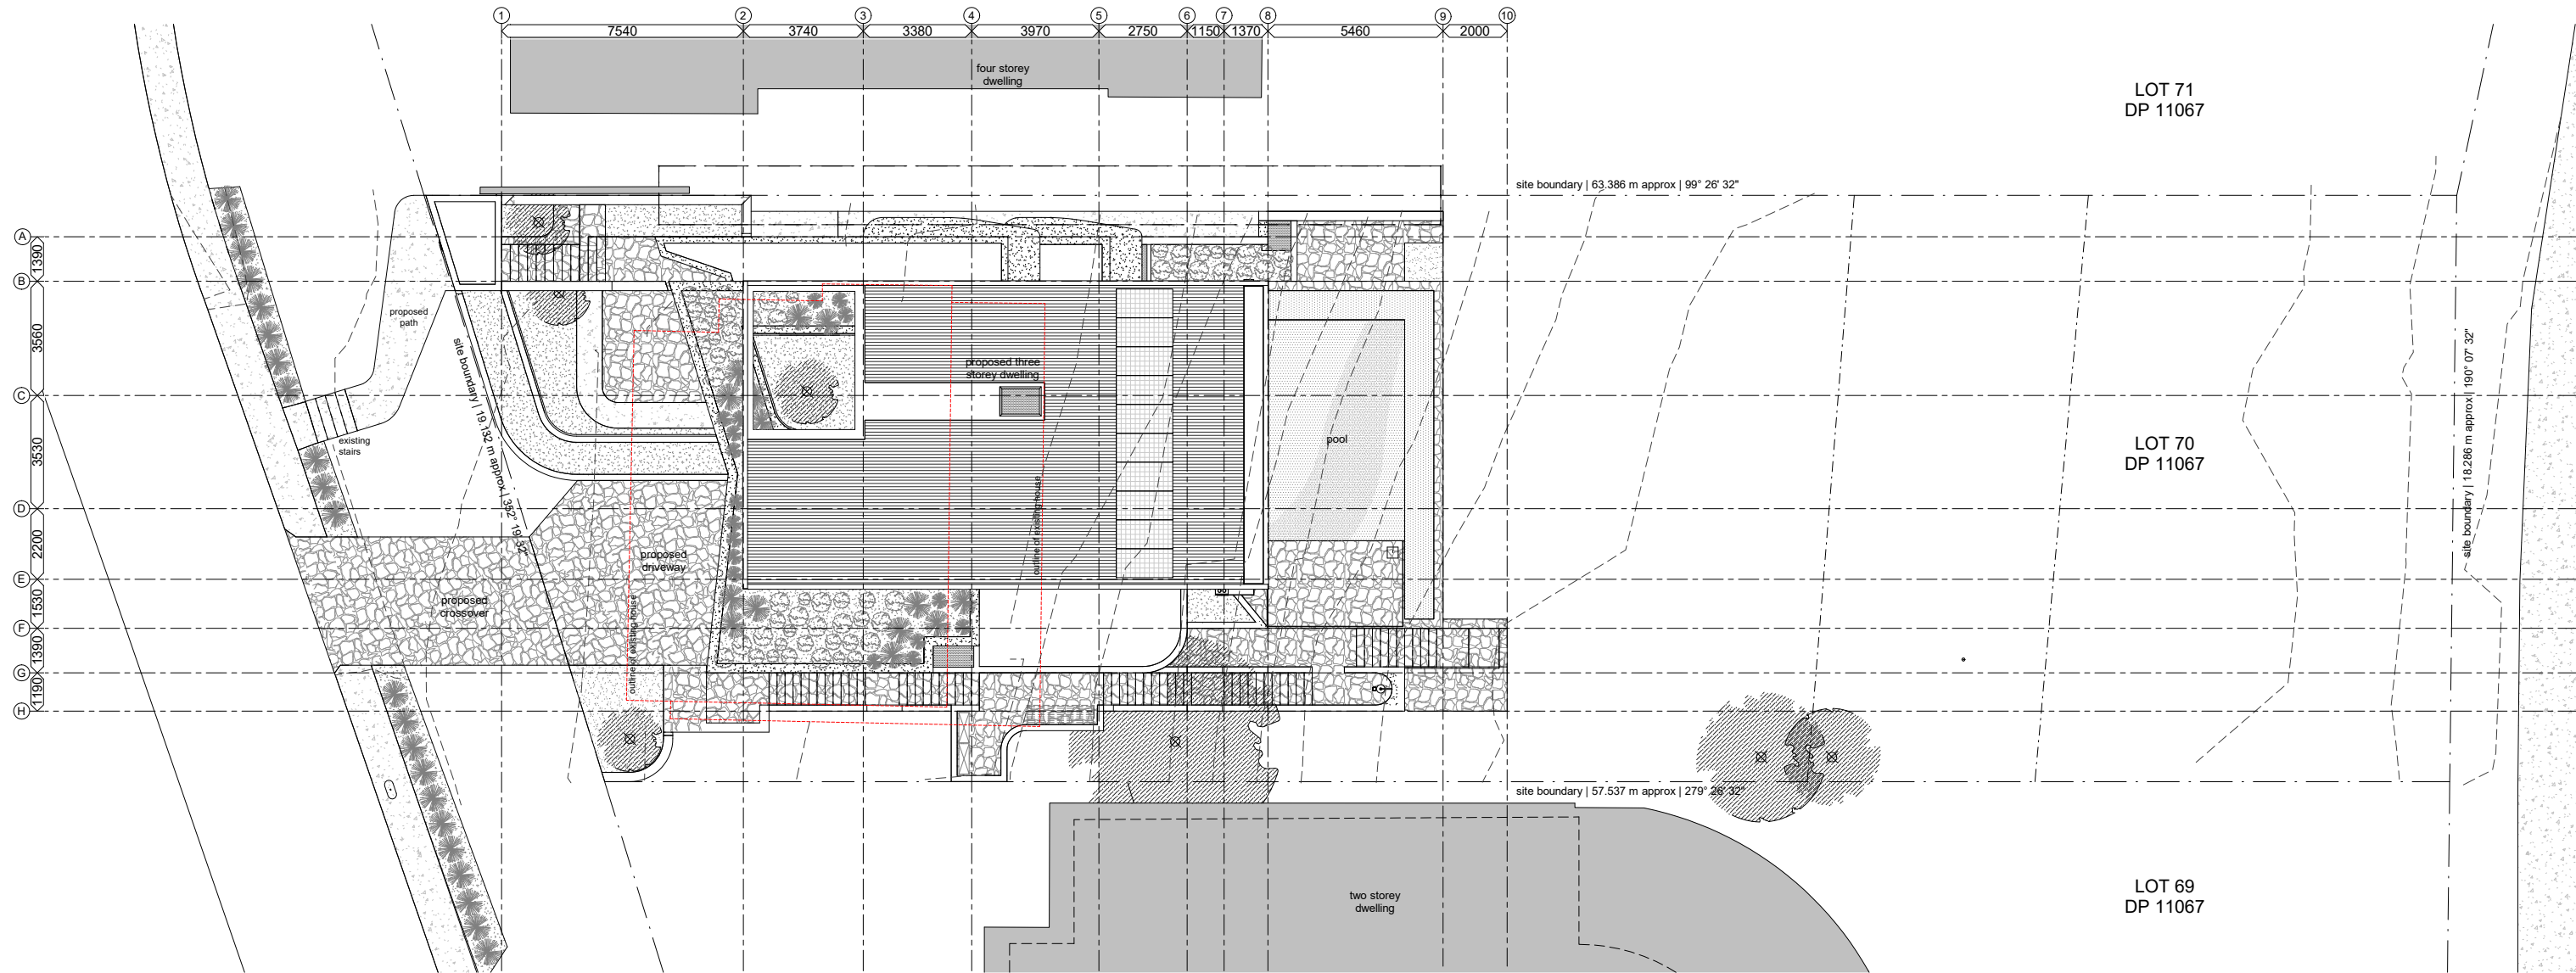 1 2 3 4 5 6 7 8 9 10
7540 3740 3380 3970 2750 1150 1370 5460 2000
four storey
dwelling
LOT 71
DP 11067
site boundary | 63.386 m approx | 99° 26' 32"
A
1390
B
3560
C
3530
D
2200
E
1530
F
1390
G
1190
H
proposed
path
site boundary | 19.132 m approx | 352° 19' 32"
existing
stairs
proposed three
storey dwelling
pool
outline of existing house
proposed
driveway
proposed
crossover
outline of existing house
LOT 70
DP 11067
site boundary | 18.286 m approx | 190° 07' 32"
site boundary | 57.537 m approx | 279° 26' 32"
two storey
dwelling
LOT 69
DP 11067